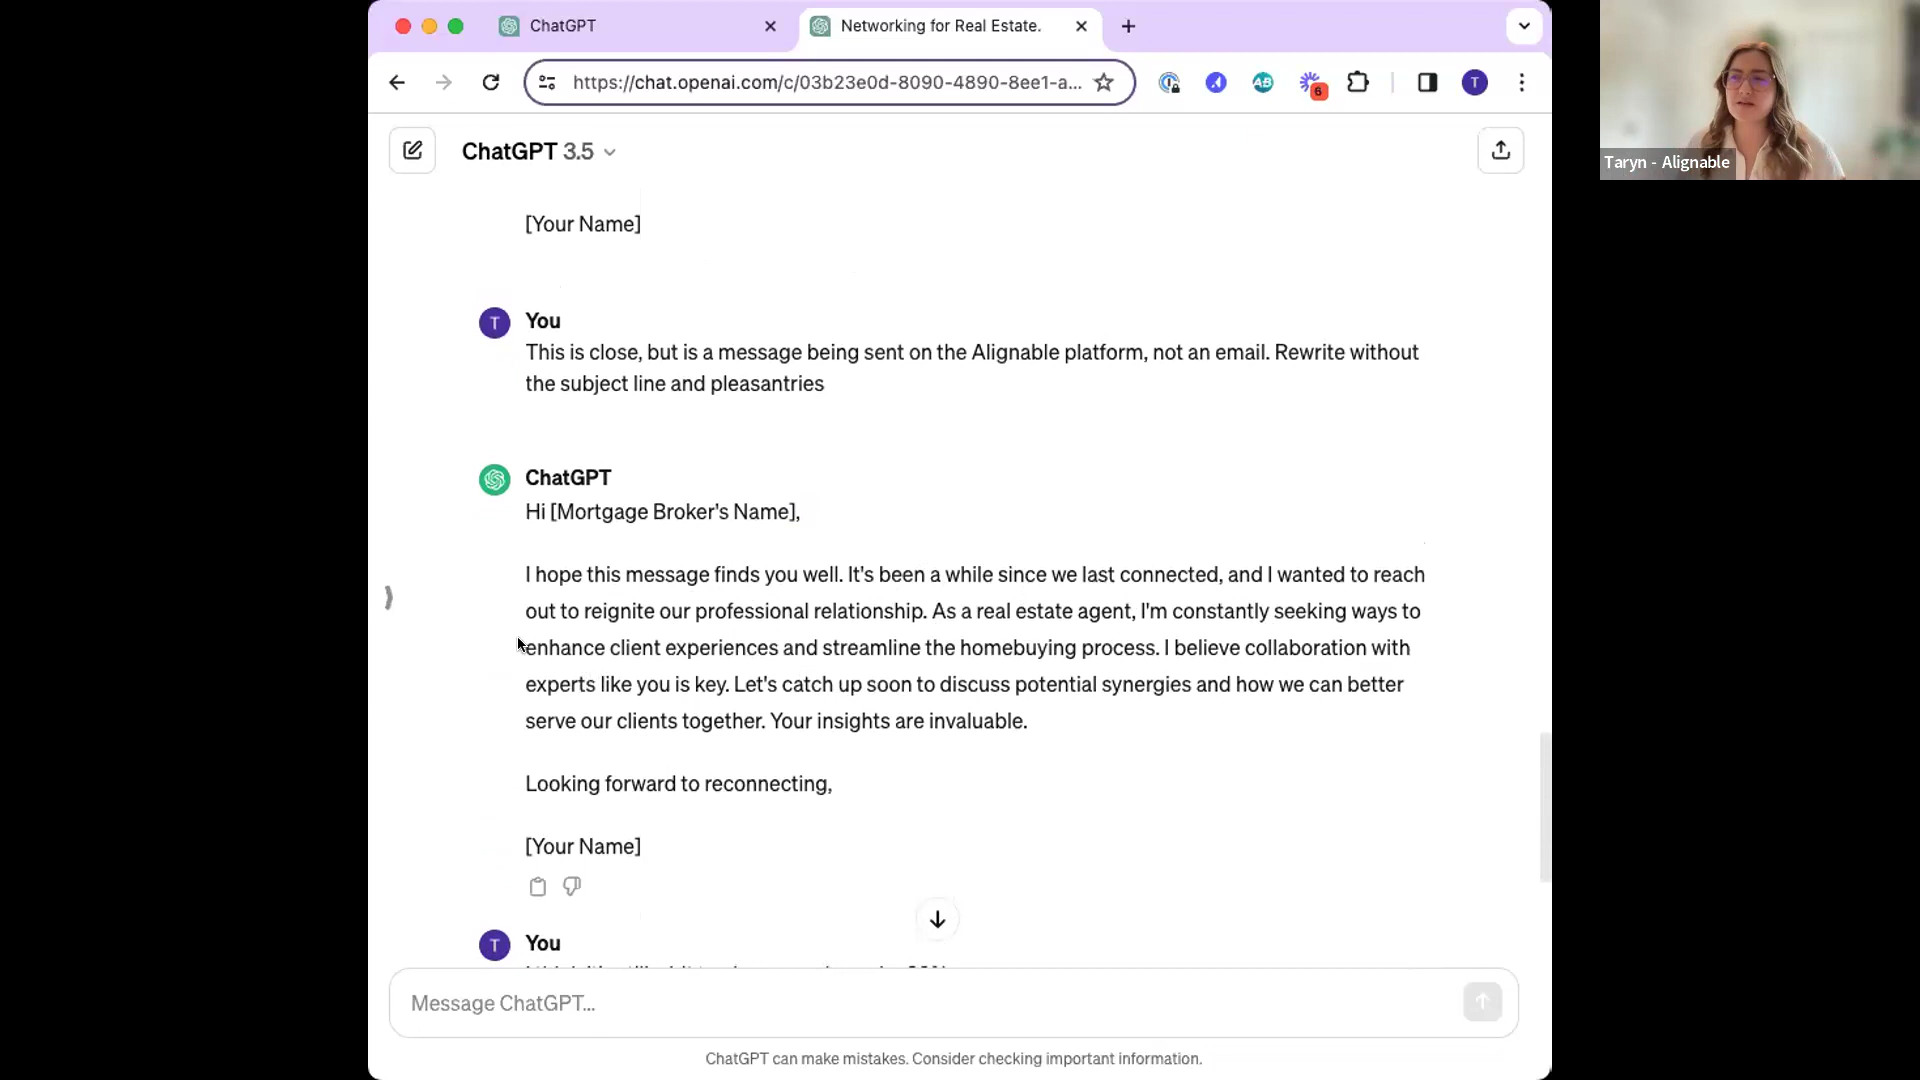 ChatGPT
Networking for Real Estate.
https://chat.openai.com/c/03b23e0d-8090-4890-8ee1-a...
6
T
Taryn - Alignable
ChatGPT 3.5
[Your Name]
T
You
This is close, but is a message being sent on the Alignable platform, not an email. Rewrite without
the subject line and pleasantries
ChatGPT
Hi [Mortgage Broker's Name],
I hope this message finds you well. It's been a while since we last connected, and I wanted to reach
out to reignite our professional relationship. As a real estate agent, I'm constantly seeking ways to
enhance client experiences and streamline the homebuying process. I believe collaboration with
experts like you is key. Let's catch up soon to discuss potential synergies and how we can better
serve our clients together. Your insights are invaluable.
Looking forward to reconnecting,
[Your Name]
T
You
Message ChatGPT...
ChatGPT can make mistakes. Consider checking important information.